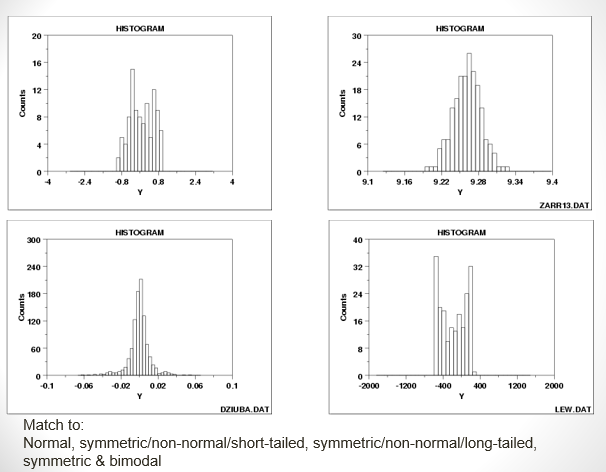 HISTOGRAM
20
16
12
8
4
0
Counts
-4 -2.4 -0.8 0.8 2.4 4
Y
HISTOGRAM
30
24
18
12
6
0
Counts
9.1 9.16 9.22 9.28 9.34 9.4
Y
ZARR13.DAT
HISTOGRAM
300
240
180
120
60
0
Counts
-0.1 -0.06 -0.02 0.02 0.06 0.1
Y
DZIUBA.DAT
HISTOGRAM
40
32
24
16
8
0
Counts
-2000 -1200 -400 400 1200 2000
Y
LEW.DAT
Match to:
Normal, symmetric/non-normal/short-tailed, symmetric/non-normal/long-tailed,
symmetric & bimodal